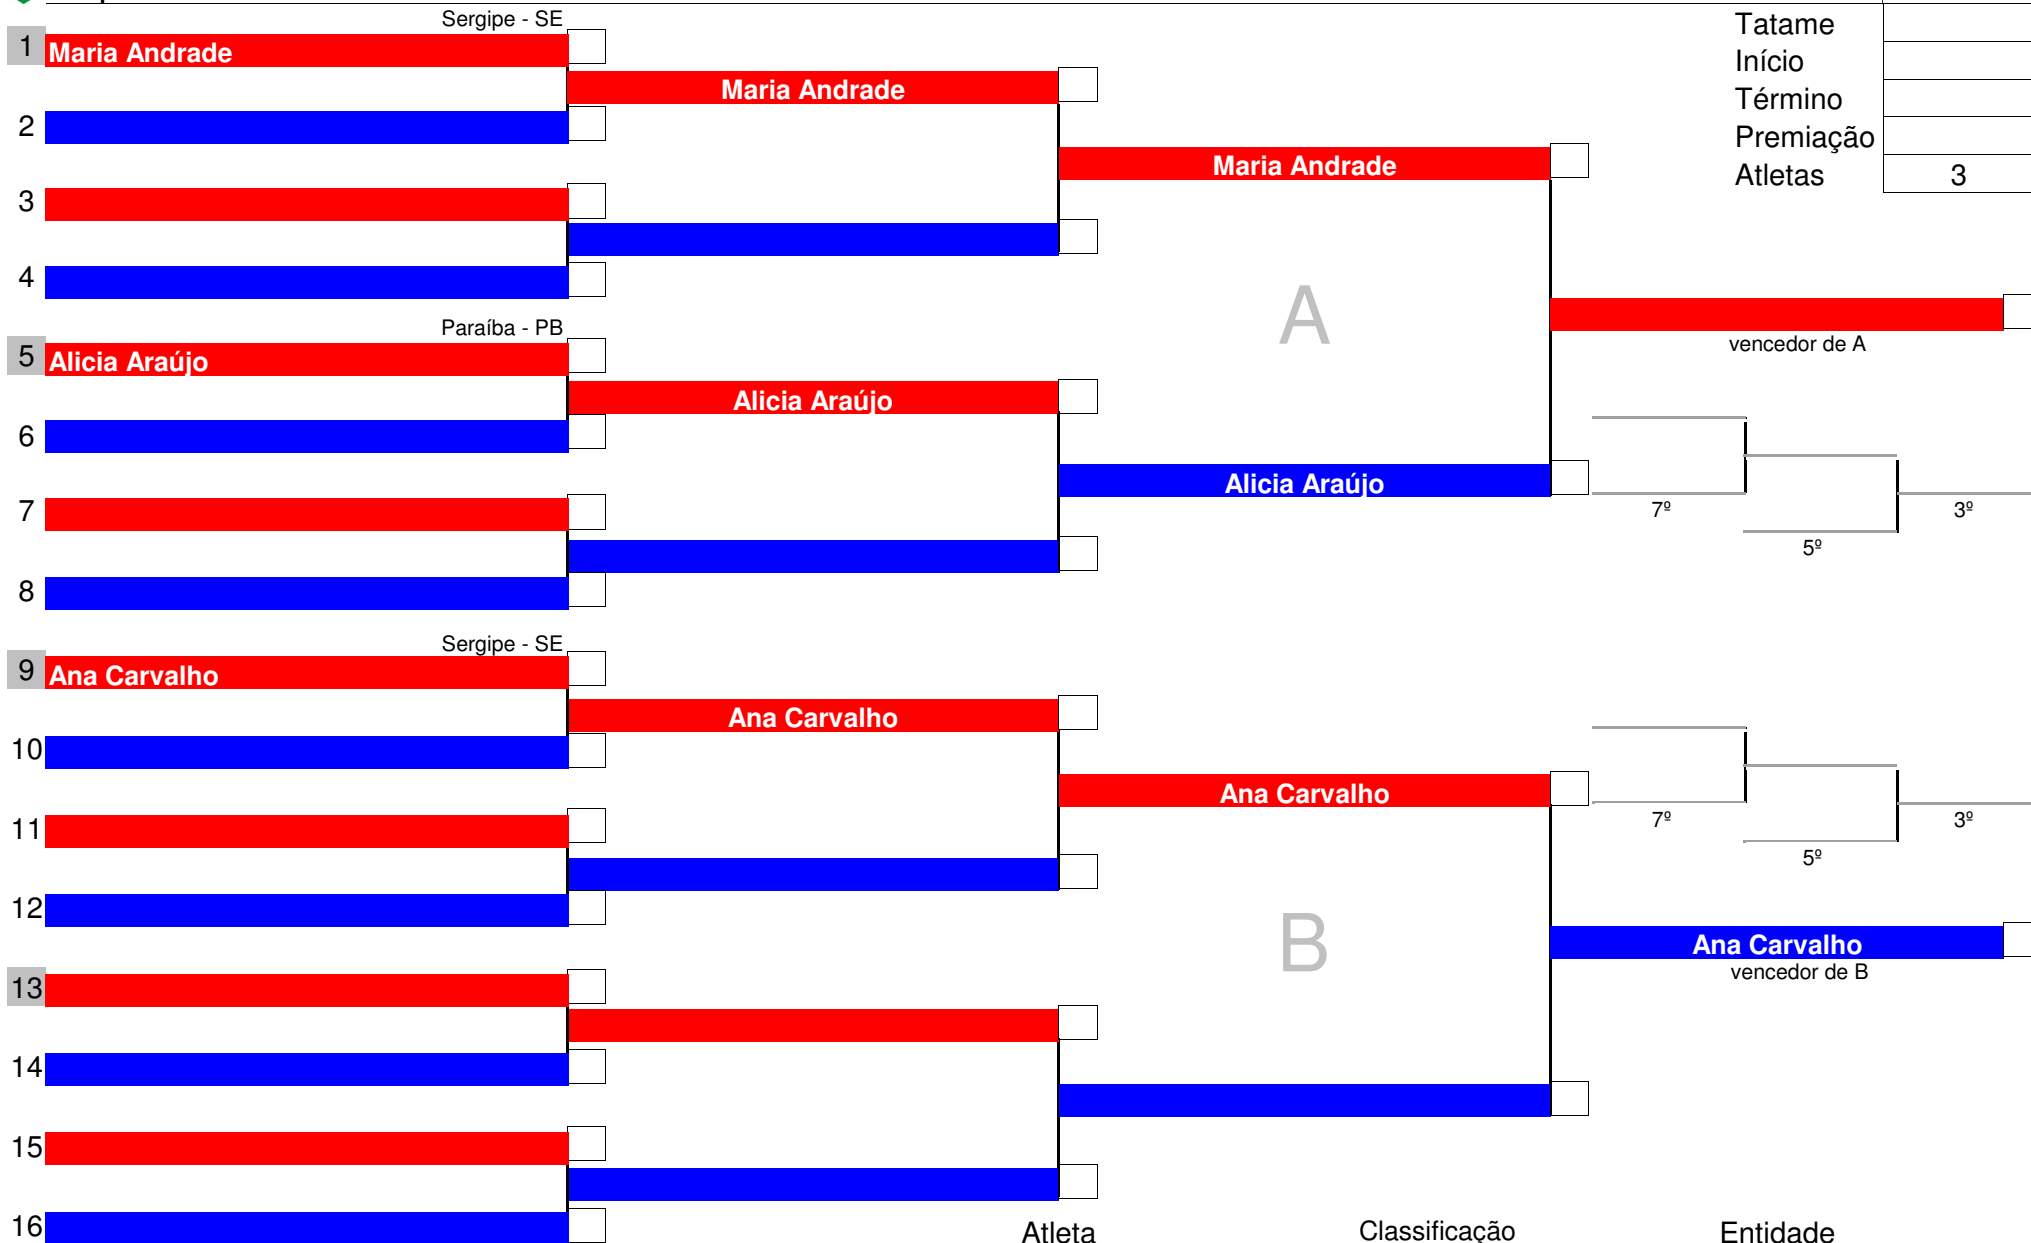 Sergipe - SE
Tatame
1 Maria Andrade
Início
Maria Andrade
Término
2
Premiação
Maria Andrade
Atletas 3
3
4
A
Paraíba - PB
vencedor de A
5 Alicia Araújo
Alicia Araújo
6
Alicia Araújo
7
7º 3º
5º
8
Sergipe - SE
9 Ana Carvalho
Ana Carvalho
10
Ana Carvalho
11
7º 3º
5º
12
B
Ana Carvalho
vencedor de B
13
14
15
16
Atleta Classificação Entidade